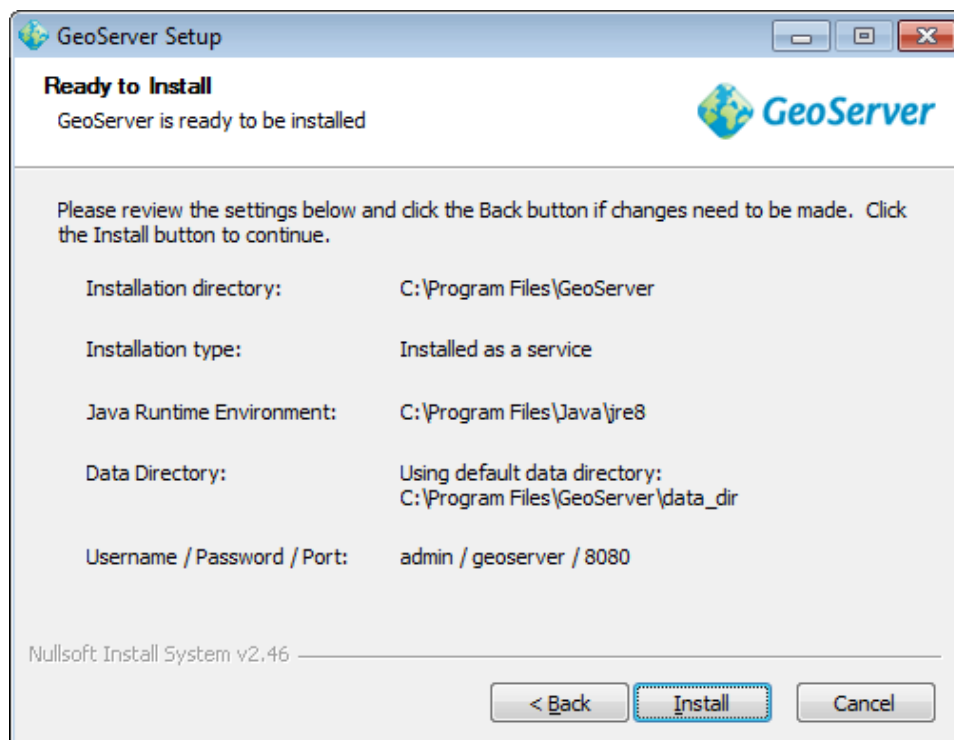 GeoServer Setup
Ready to Install
GeoServer is ready to be installed
GeoServer
Please review the settings below and click the Back button if changes need to be made.  Click
the Install button to continue.
Installation directory: C:\Program Files\GeoServer
Installation type: Installed as a service
Java Runtime Environment: C:\Program Files\Java\jre8
Data Directory: Using default data directory:
C:\Program Files\GeoServer\data_dir
Username / Password / Port: admin / geoserver / 8080
Nullsoft Install System v2.46
< Back Install Cancel